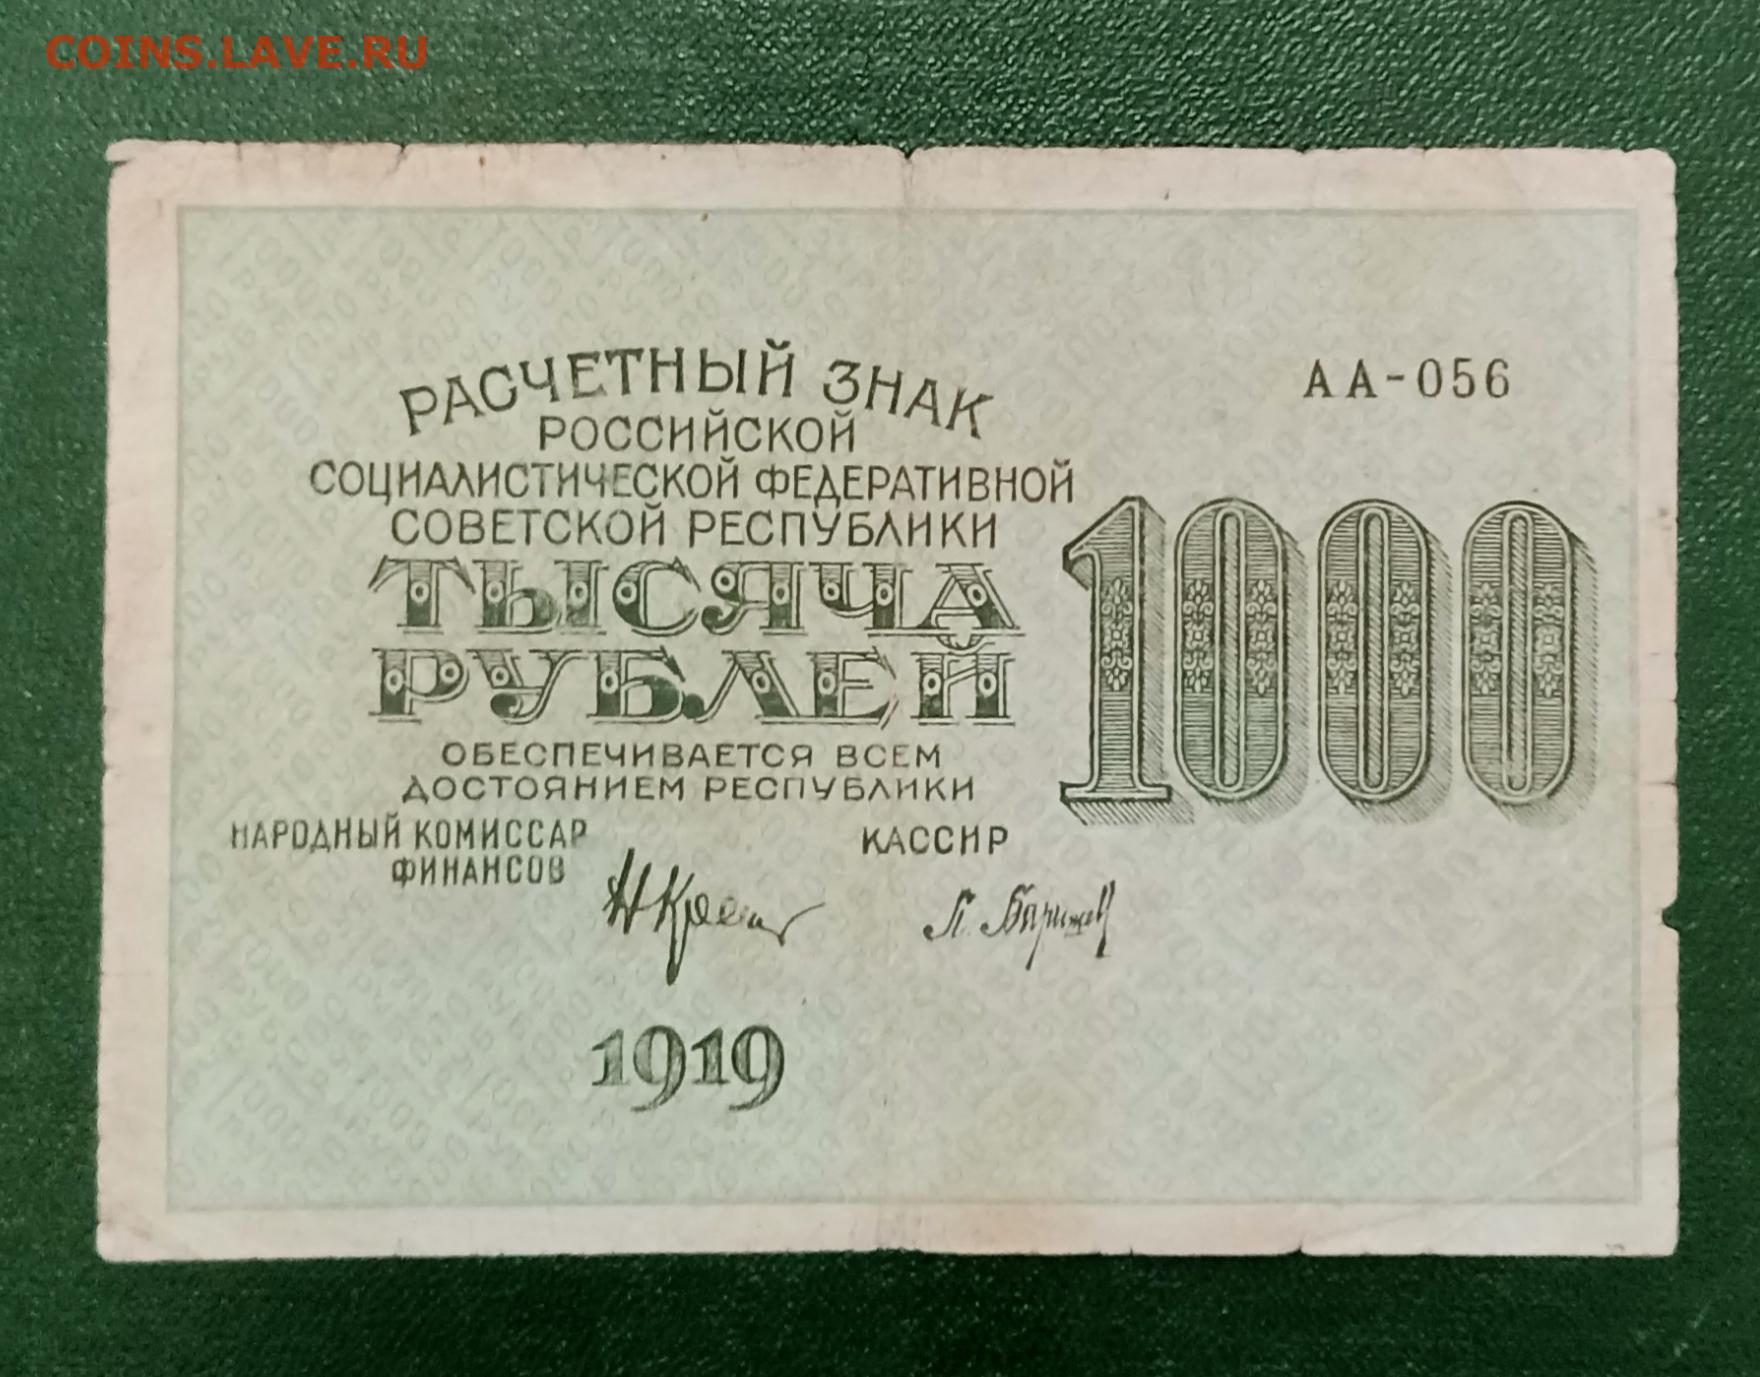 COINS.LAVE.RU
РАСЧЕТНЫЙ ЗНАК
РОССИЙСКОЙ
СОЦИАЛИСТИЧЕСКОЙ ФЕДЕРАТИВНОЙ
СОВЕТСКОЙ РЕСПУБЛИКИ
АА-056
ТЫСЯЧА
РУБЛЕЙ
1000
ОБЕСПЕЧИВАЕТСЯ ВСЕМ
ДОСТОЯНИЕМ РЕСПУБЛИКИ
НАРОДНЫЙ КОМИССАР
ФИНАНСОВ
КАССИР
1919